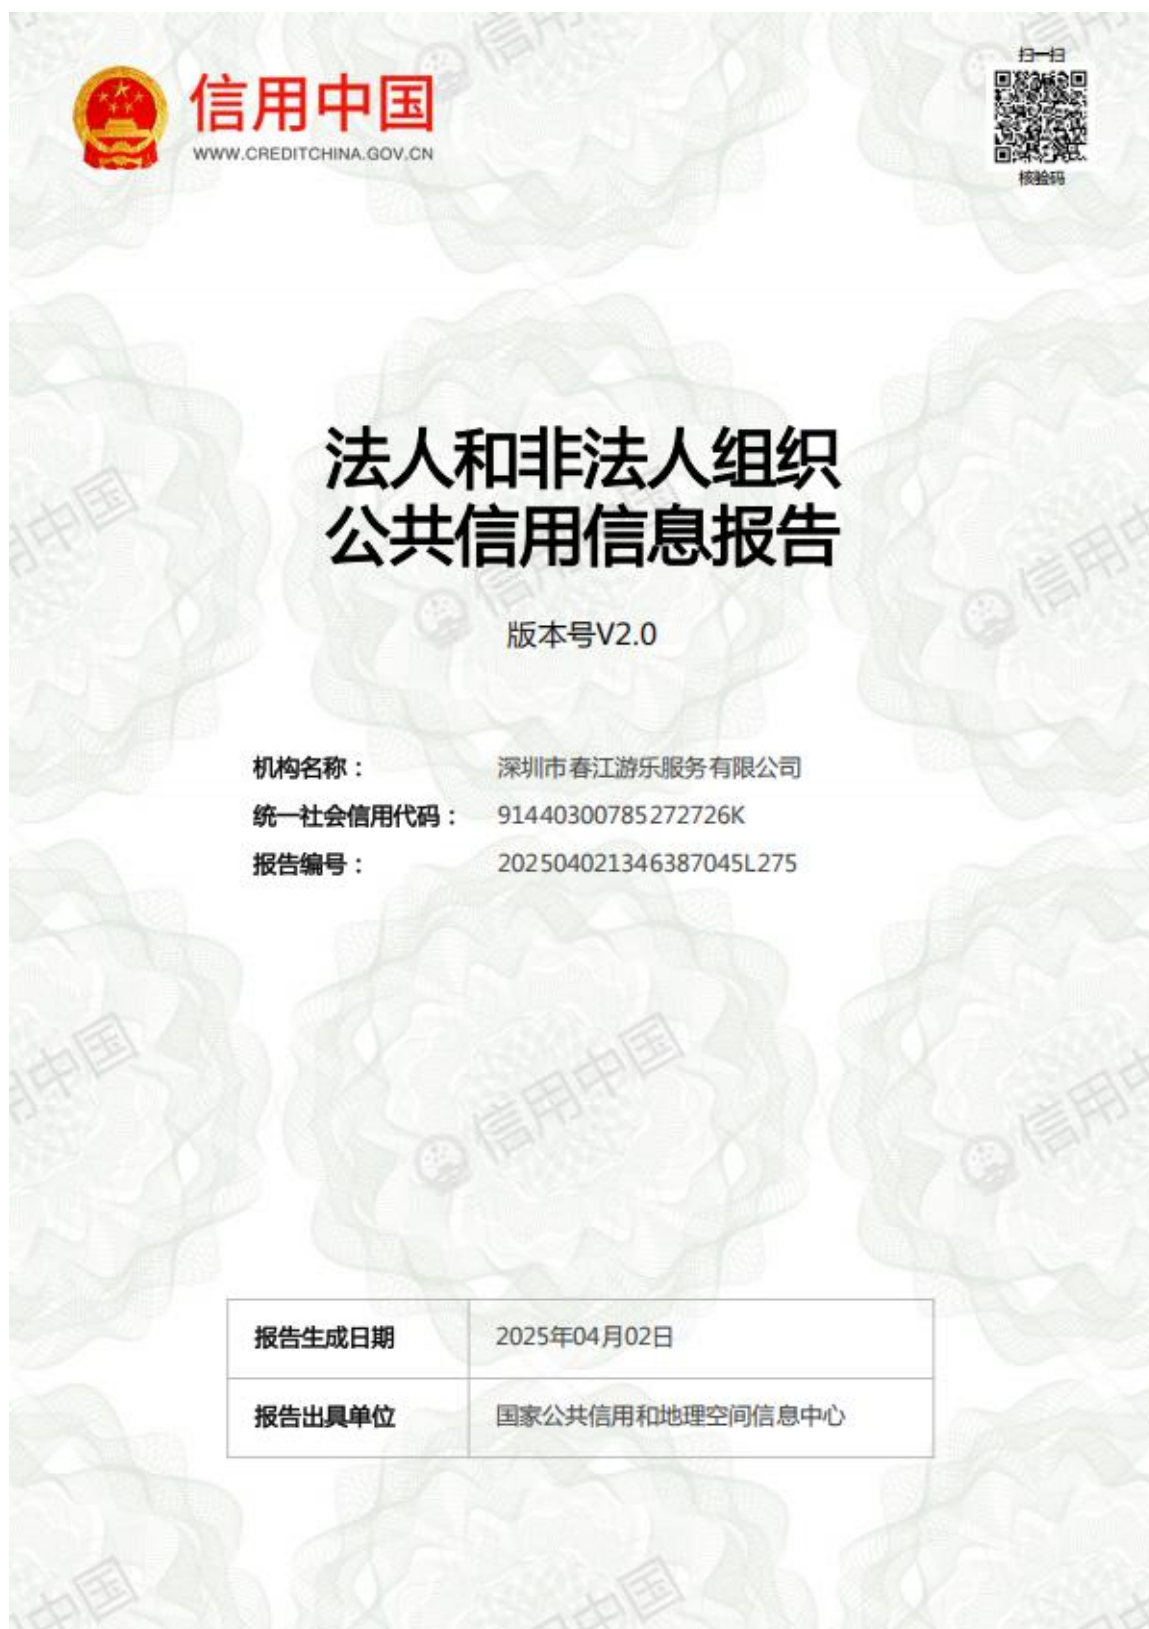 扫一扫
信用中国
WWW.CREDITCHINA.GOV.CN
核验码
法人和非法人组织
公共信用信息报告
版本号V2.0
机构名称： 深圳市春江游乐服务有限公司
统一社会信用代码： 91440300785272726K
报告编号： 202504021346387045L275
报告生成日期 2025年04月02日
报告出具单位 国家公共信用和地理空间信息中心